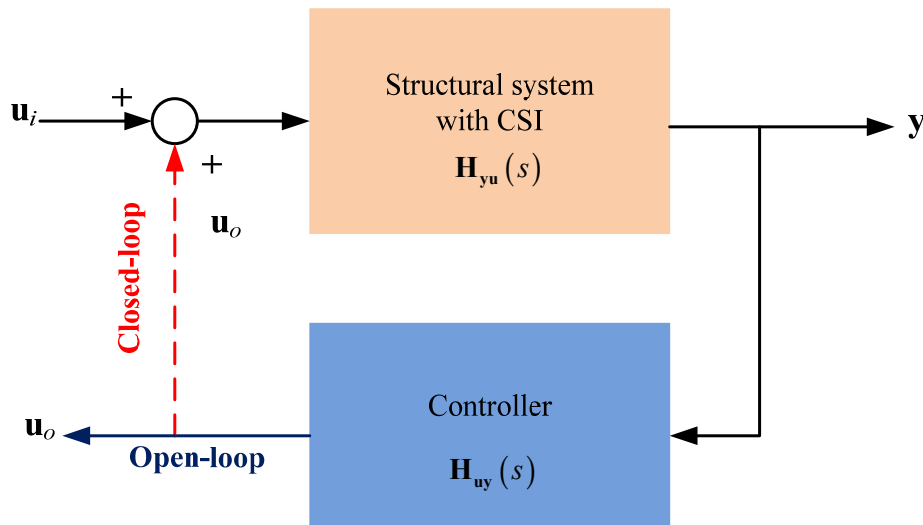 Structural system
with CSI
H_yu(s)
u_i
+
+
y
u_o
Closed-loop
Controller
H_uy(s)
u_o
Open-loop